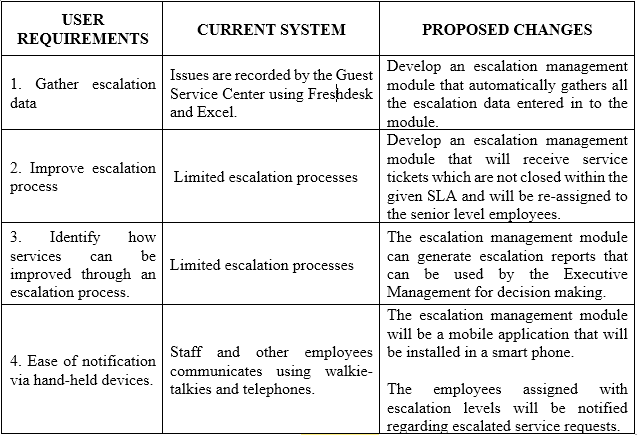 USER
REQUIREMENTS
CURRENT SYSTEM
PROPOSED CHANGES
1. Gather escalation
data
Issues are recorded by the Guest
Service Center using Freshdesk
and Excel.
Develop an escalation management
module that automatically gathers all
the escalation data entered in to the
module.
2. Improve escalation
process
Limited escalation processes
Develop an escalation management
module that will receive service
tickets which are not closed within the
given SLA and will be re-assigned to
the senior level employees.
3. Identify how
services can be
improved through an
escalation process.
Limited escalation processes
The escalation management module
can generate escalation reports that
can be used by the Executive
Management for decision making.
4. Ease of notification
via hand-held devices.
Staff and other employees
communicates using walkie-
talkies and telephones.
The escalation management module
will be a mobile application that will
be installed in a smart phone.
The employees assigned with
escalation levels will be notified
regarding escalated service requests.